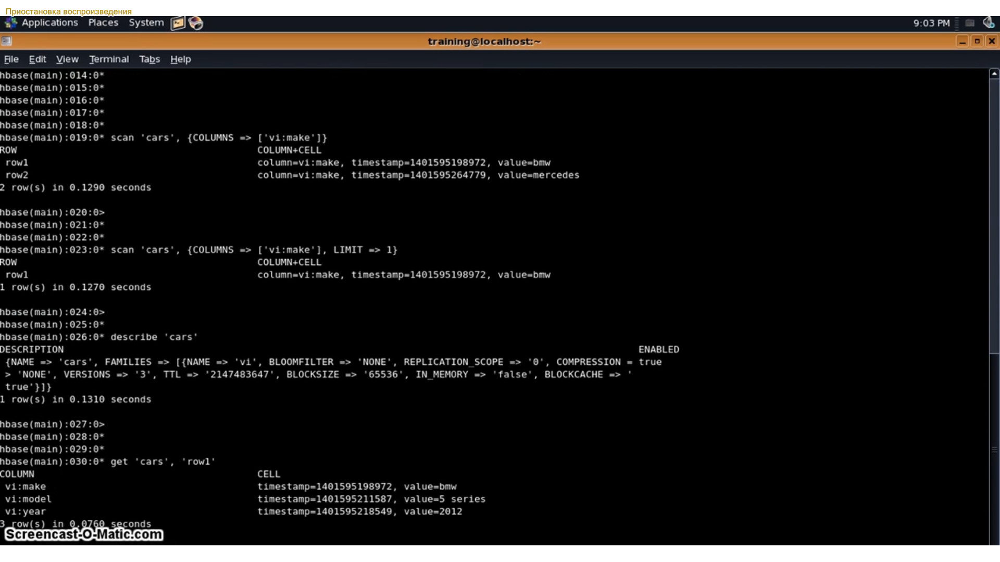 Приостановка воспроизведения
Applications Places System 9:03 PM
training@localhost:~
File Edit View Terminal Tabs Help
hbase(main):014:0*
hbase(main):015:0*
hbase(main):016:0*
hbase(main):017:0*
hbase(main):018:0*
hbase(main):019:0* scan 'cars', {COLUMNS => ['vi:make']}
ROW COLUMN+CELL
row1 column=vi:make, timestamp=1401595198972, value=bmw
row2 column=vi:make, timestamp=1401595264779, value=mercedes
2 row(s) in 0.1290 seconds
hbase(main):020:0>
hbase(main):021:0*
hbase(main):022:0*
hbase(main):023:0* scan 'cars', {COLUMNS => ['vi:make'], LIMIT => 1}
ROW COLUMN+CELL
row1 column=vi:make, timestamp=1401595198972, value=bmw
1 row(s) in 0.1270 seconds
hbase(main):024:0>
hbase(main):025:0*
hbase(main):026:0* describe 'cars'
DESCRIPTION ENABLED
{NAME => 'cars', FAMILIES => [{NAME => 'vi', BLOOMFILTER => 'NONE', REPLICATION_SCOPE => '0', COMPRESSION = true
> 'NONE', VERSIONS => '3', TTL => '2147483647', BLOCKSIZE => '65536', IN_MEMORY => 'false', BLOCKCACHE => '
true'}]}
1 row(s) in 0.1310 seconds
hbase(main):027:0>
hbase(main):028:0*
hbase(main):029:0*
hbase(main):030:0* get 'cars', 'row1'
COLUMN CELL
vi:make timestamp=1401595198972, value=bmw
vi:model timestamp=1401595211587, value=5 series
vi:year timestamp=1401595218549, value=2012
3 row(s) in 0.0760 seconds
Screencast-O-Matic.com